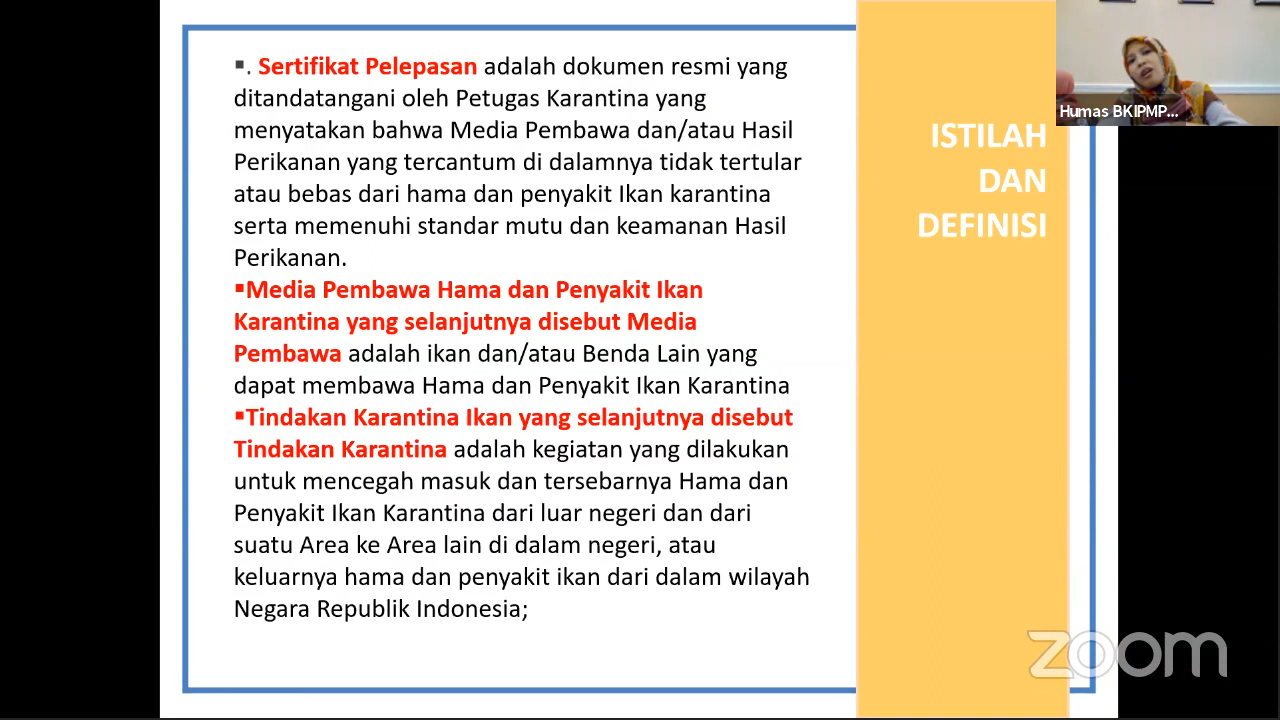 ▪. Sertifikat Pelepasan adalah dokumen resmi yang
ditandatangani oleh Petugas Karantina yang
menyatakan bahwa Media Pembawa dan/atau Hasil
Perikanan yang tercantum di dalamnya tidak tertular
atau bebas dari hama dan penyakit Ikan karantina
serta memenuhi standar mutu dan keamanan Hasil
Perikanan.
▪Media Pembawa Hama dan Penyakit Ikan
Karantina yang selanjutnya disebut Media
Pembawa adalah ikan dan/atau Benda Lain yang
dapat membawa Hama dan Penyakit Ikan Karantina
▪Tindakan Karantina Ikan yang selanjutnya disebut
Tindakan Karantina adalah kegiatan yang dilakukan
untuk mencegah masuk dan tersebarnya Hama dan
Penyakit Ikan Karantina dari luar negeri dan dari
suatu Area ke Area lain di dalam negeri, atau
keluarnya hama dan penyakit ikan dari dalam wilayah
Negara Republik Indonesia;
ISTILAH
DAN
DEFINISI
Humas BKIPMP...
zoom